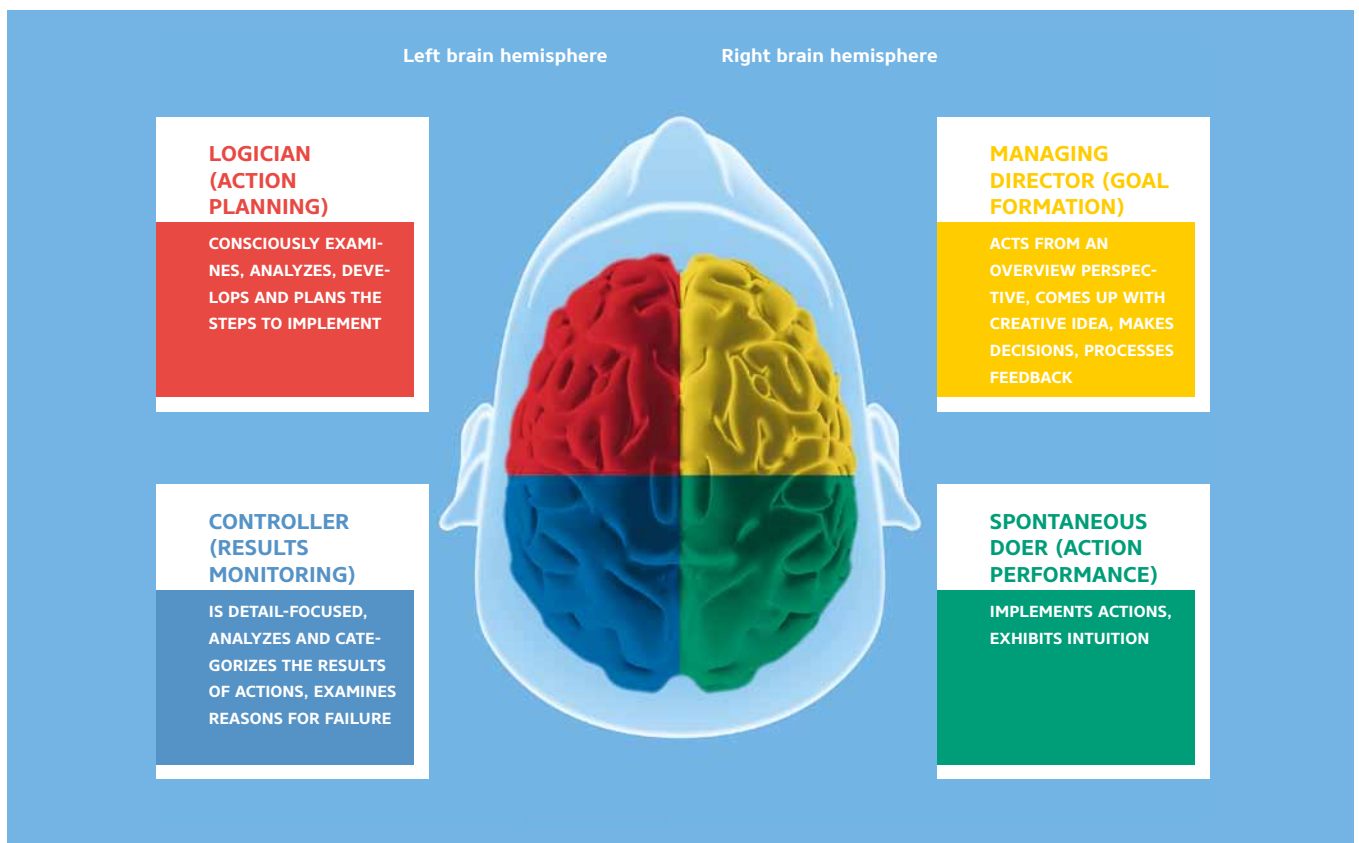 Left brain hemisphere
Right brain hemisphere
LOGICIAN
(ACTION
PLANNING)
CONSCIOUSLY EXAMI-
NES, ANALYZES, DEVE-
LOPS AND PLANS THE
STEPS TO IMPLEMENT
MANAGING
DIRECTOR (GOAL
FORMATION)
ACTS FROM AN
OVERVIEW PERSPEC-
TIVE, COMES UP WITH
CREATIVE IDEA, MAKES
DECISIONS, PROCESSES
FEEDBACK
CONTROLLER
(RESULTS
MONITORING)
IS DETAIL-FOCUSED,
ANALYZES AND CATE-
GORIZES THE RESULTS
OF ACTIONS, EXAMINES
REASONS FOR FAILURE
SPONTANEOUS
DOER (ACTION
PERFORMANCE)
IMPLEMENTS ACTIONS,
EXHIBITS INTUITION